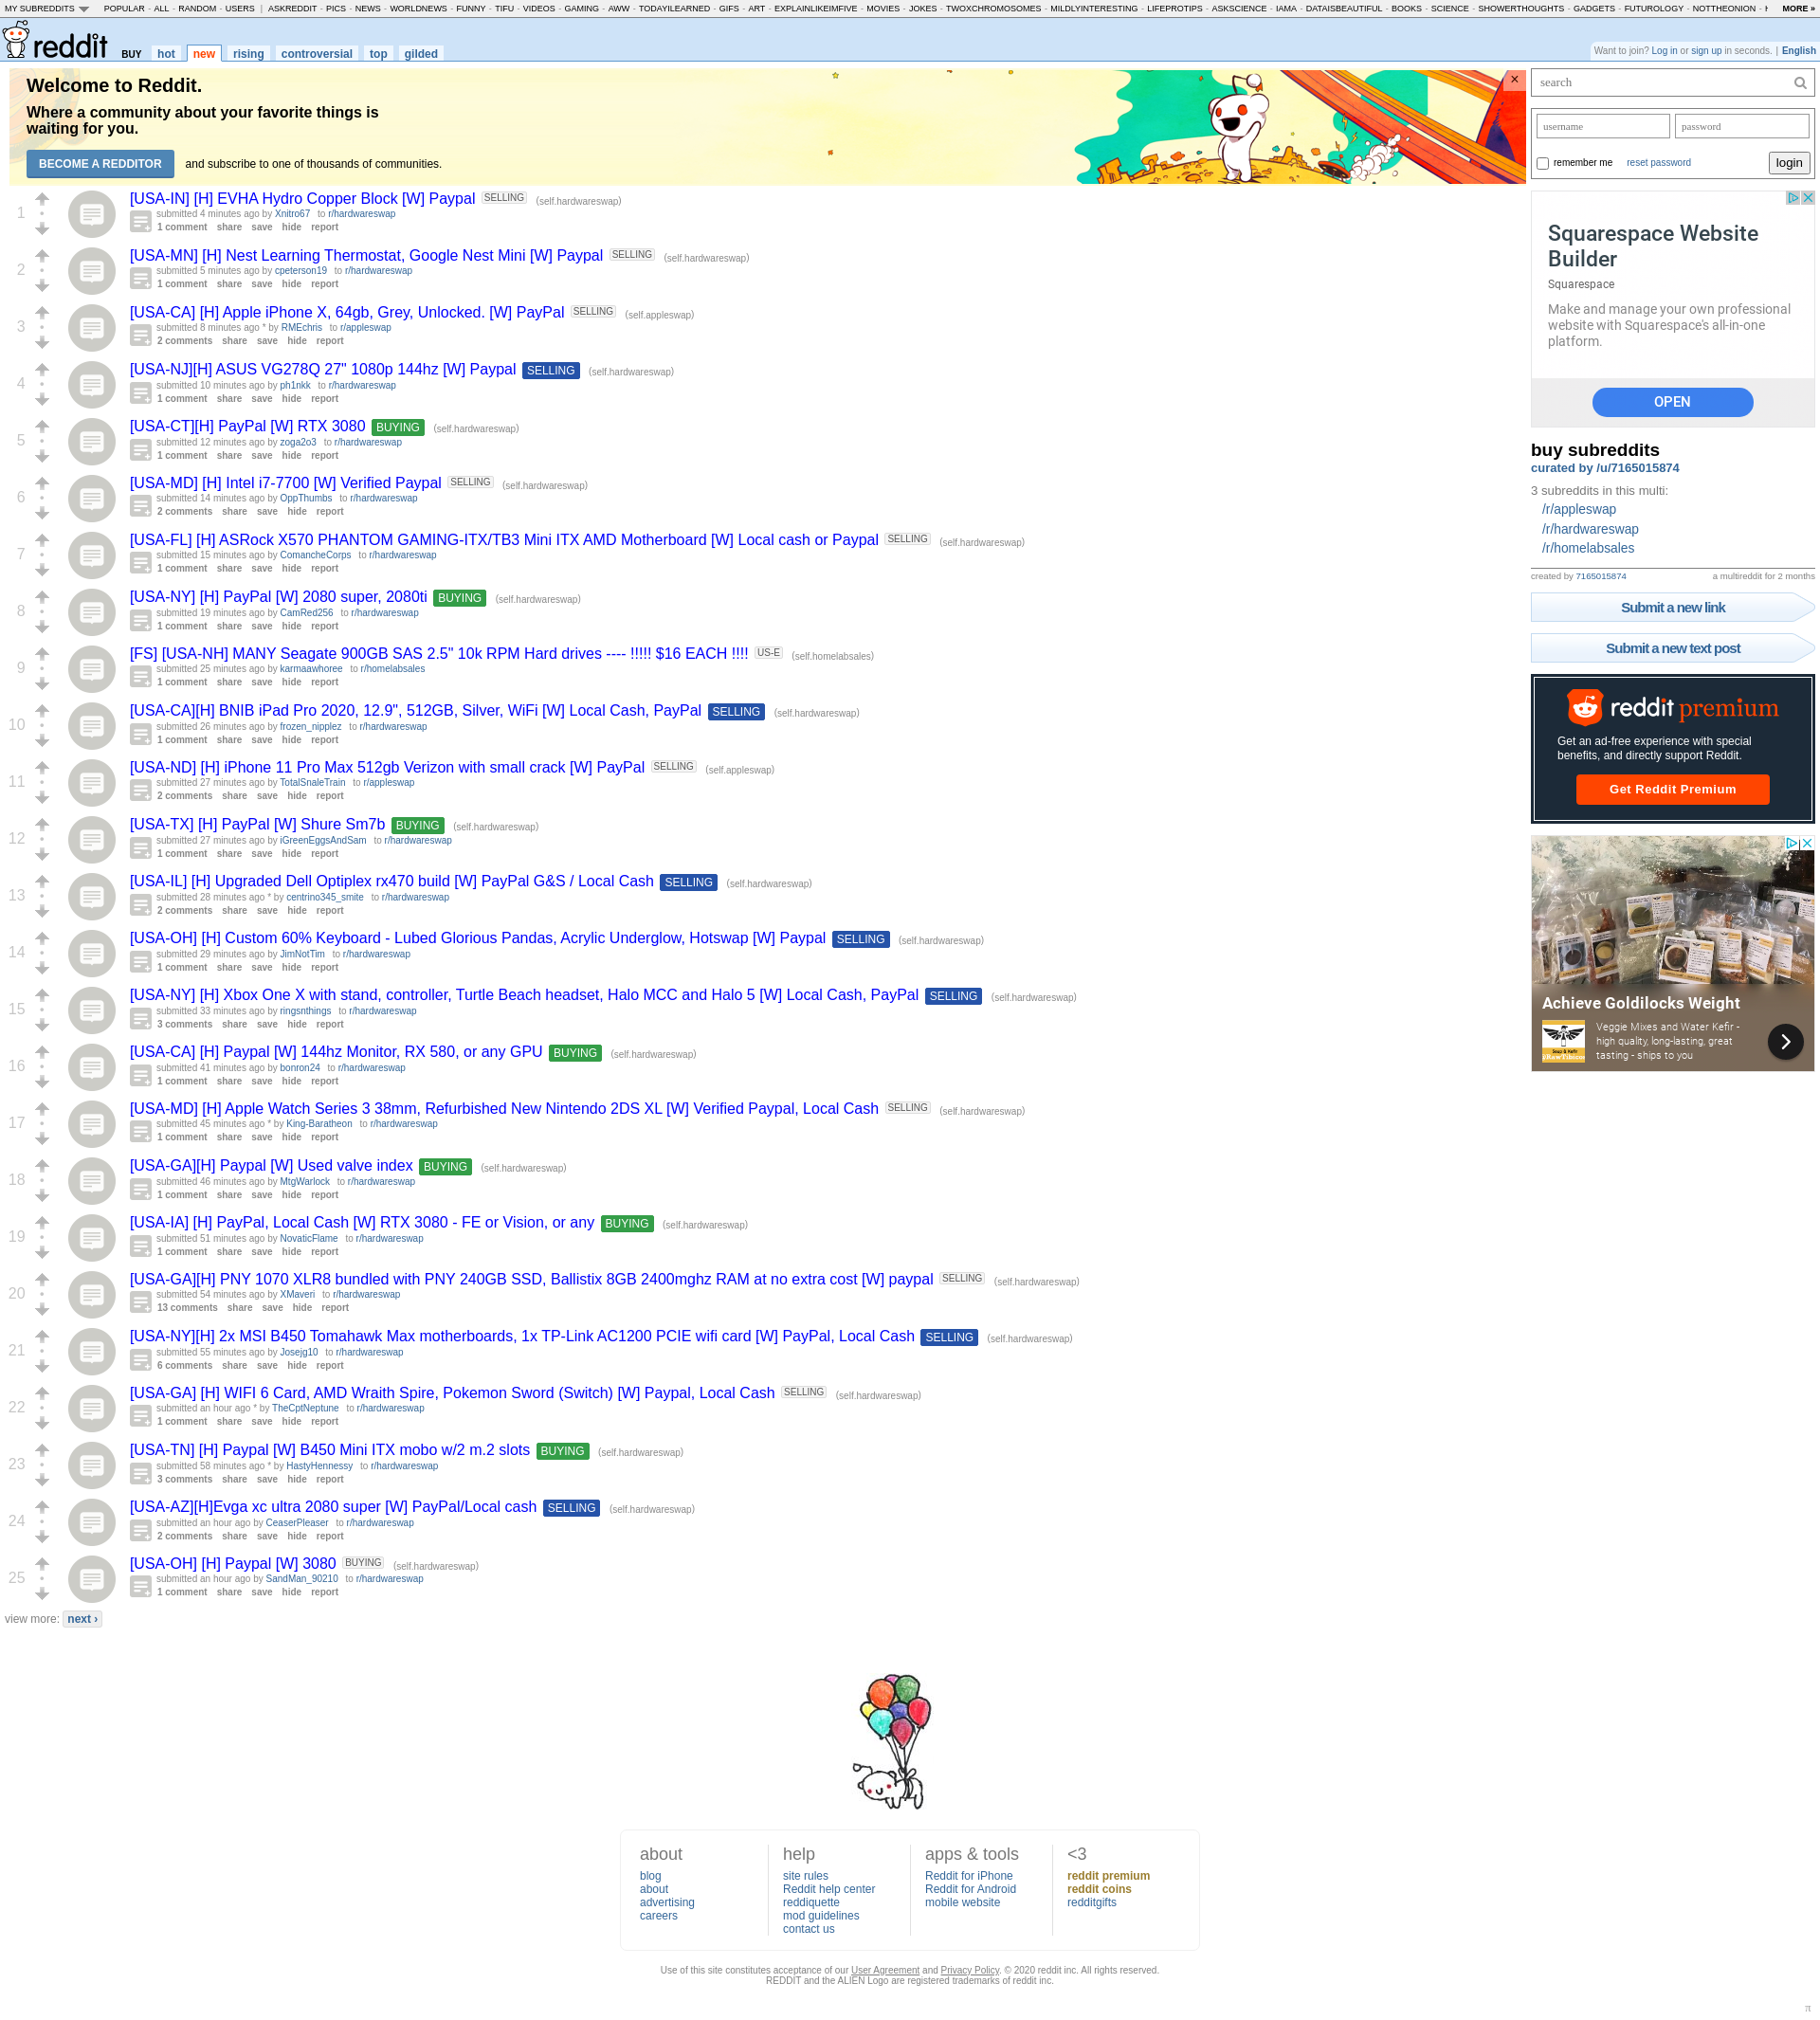 MY SUBREDDITS POPULAR - ALL - RANDOM - USERS | ASKREDDIT - PICS - NEWS - WORLDNEWS - FUNNY - TIFU - VIDEOS - GAMING - AWW - TODAYILEARNED - GIFS - ART - EXPLAINLIKEIMFIVE - MOVIES - JOKES - TWOXCHROMOSOMES - MILDLYINTERESTING - LIFEPROTIPS - ASKSCIENCE - IAMA - DATAISBEAUTIFUL - BOOKS - SCIENCE - SHOWERTHOUGHTS - GADGETS - FUTUROLOGY - NOTTHEONION - MORE »
reddit BUY hot new rising controversial top gilded
Want to join? Log in or sign up in seconds. | English
Welcome to Reddit.
Where a community about your favorite things is
waiting for you.
BECOME A REDDITOR and subscribe to one of thousands of communities.
×
1
[USA-IN] [H] EVHA Hydro Copper Block [W] Paypal SELLING (self.hardwareswap)
submitted 4 minutes ago by Xnitro67 to r/hardwareswap
1 comment share save hide report
2
[USA-MN] [H] Nest Learning Thermostat, Google Nest Mini [W] Paypal SELLING (self.hardwareswap)
submitted 5 minutes ago by cpeterson19 to r/hardwareswap
1 comment share save hide report
3
[USA-CA] [H] Apple iPhone X, 64gb, Grey, Unlocked. [W] PayPal SELLING (self.appleswap)
submitted 8 minutes ago * by RMEchris to r/appleswap
2 comments share save hide report
4
[USA-NJ][H] ASUS VG278Q 27" 1080p 144hz [W] Paypal SELLING (self.hardwareswap)
submitted 10 minutes ago by ph1nkk to r/hardwareswap
1 comment share save hide report
5
[USA-CT][H] PayPal [W] RTX 3080 BUYING (self.hardwareswap)
submitted 12 minutes ago by zoga2o3 to r/hardwareswap
1 comment share save hide report
6
[USA-MD] [H] Intel i7-7700 [W] Verified Paypal SELLING (self.hardwareswap)
submitted 14 minutes ago by OppThumbs to r/hardwareswap
2 comments share save hide report
7
[USA-FL] [H] ASRock X570 PHANTOM GAMING-ITX/TB3 Mini ITX AMD Motherboard [W] Local cash or Paypal SELLING (self.hardwareswap)
submitted 15 minutes ago by ComancheCorps to r/hardwareswap
1 comment share save hide report
8
[USA-NY] [H] PayPal [W] 2080 super, 2080ti BUYING (self.hardwareswap)
submitted 19 minutes ago by CamRed256 to r/hardwareswap
1 comment share save hide report
9
[FS] [USA-NH] MANY Seagate 900GB SAS 2.5" 10k RPM Hard drives ---- !!!!! $16 EACH !!!! US-E (self.homelabsales)
submitted 25 minutes ago by karmaawhoree to r/homelabsales
1 comment share save hide report
10
[USA-CA][H] BNIB iPad Pro 2020, 12.9", 512GB, Silver, WiFi [W] Local Cash, PayPal SELLING (self.hardwareswap)
submitted 26 minutes ago by frozen_nipplez to r/hardwareswap
1 comment share save hide report
11
[USA-ND] [H] iPhone 11 Pro Max 512gb Verizon with small crack [W] PayPal SELLING (self.appleswap)
submitted 27 minutes ago by TotalSnaleTrain to r/appleswap
2 comments share save hide report
12
[USA-TX] [H] PayPal [W] Shure Sm7b BUYING (self.hardwareswap)
submitted 27 minutes ago by iGreenEggsAndSam to r/hardwareswap
1 comment share save hide report
13
[USA-IL] [H] Upgraded Dell Optiplex rx470 build [W] PayPal G&S / Local Cash SELLING (self.hardwareswap)
submitted 28 minutes ago * by centrino345_smite to r/hardwareswap
2 comments share save hide report
14
[USA-OH] [H] Custom 60% Keyboard - Lubed Glorious Pandas, Acrylic Underglow, Hotswap [W] Paypal SELLING (self.hardwareswap)
submitted 29 minutes ago by JimNotTim to r/hardwareswap
1 comment share save hide report
15
[USA-NY] [H] Xbox One X with stand, controller, Turtle Beach headset, Halo MCC and Halo 5 [W] Local Cash, PayPal SELLING (self.hardwareswap)
submitted 33 minutes ago by ringsnthings to r/hardwareswap
3 comments share save hide report
16
[USA-CA] [H] Paypal [W] 144hz Monitor, RX 580, or any GPU BUYING (self.hardwareswap)
submitted 41 minutes ago by bonron24 to r/hardwareswap
1 comment share save hide report
17
[USA-MD] [H] Apple Watch Series 3 38mm, Refurbished New Nintendo 2DS XL [W] Verified Paypal, Local Cash SELLING (self.hardwareswap)
submitted 45 minutes ago * by King-Baratheon to r/hardwareswap
1 comment share save hide report
18
[USA-GA][H] Paypal [W] Used valve index BUYING (self.hardwareswap)
submitted 46 minutes ago by MtgWarlock to r/hardwareswap
1 comment share save hide report
19
[USA-IA] [H] PayPal, Local Cash [W] RTX 3080 - FE or Vision, or any BUYING (self.hardwareswap)
submitted 51 minutes ago by NovaticFlame to r/hardwareswap
1 comment share save hide report
20
[USA-GA][H] PNY 1070 XLR8 bundled with PNY 240GB SSD, Ballistix 8GB 2400mghz RAM at no extra cost [W] paypal SELLING (self.hardwareswap)
submitted 54 minutes ago by XMaveri to r/hardwareswap
13 comments share save hide report
21
[USA-NY][H] 2x MSI B450 Tomahawk Max motherboards, 1x TP-Link AC1200 PCIE wifi card [W] PayPal, Local Cash SELLING (self.hardwareswap)
submitted 55 minutes ago by Josejg10 to r/hardwareswap
6 comments share save hide report
22
[USA-GA] [H] WIFI 6 Card, AMD Wraith Spire, Pokemon Sword (Switch) [W] Paypal, Local Cash SELLING (self.hardwareswap)
submitted an hour ago * by TheCptNeptune to r/hardwareswap
1 comment share save hide report
23
[USA-TN] [H] Paypal [W] B450 Mini ITX mobo w/2 m.2 slots BUYING (self.hardwareswap)
submitted 58 minutes ago * by HastyHennessy to r/hardwareswap
3 comments share save hide report
24
[USA-AZ][H]Evga xc ultra 2080 super [W] PayPal/Local cash SELLING (self.hardwareswap)
submitted an hour ago by CeaserPleaser to r/hardwareswap
2 comments share save hide report
25
[USA-OH] [H] Paypal [W] 3080 BUYING (self.hardwareswap)
submitted an hour ago by SandMan_90210 to r/hardwareswap
1 comment share save hide report
view more: next ›
search
username password
remember me reset password login
Squarespace Website
Builder
Squarespace
Make and manage your own professional
website with Squarespace's all-in-one
platform.
OPEN
buy subreddits
curated by /u/7165015874
3 subreddits in this multi:
/r/appleswap
/r/hardwareswap
/r/homelabsales
created by 7165015874 a multireddit for 2 months
Submit a new link
Submit a new text post
reddit premium
Get an ad-free experience with special
benefits, and directly support Reddit.
Get Reddit Premium
Achieve Goldilocks Weight
Veggie Mixes and Water Kefir -
high quality, long-lasting, great
tasting - ships to you
about
blog
about
advertising
careers
help
site rules
Reddit help center
reddiquette
mod guidelines
contact us
apps & tools
Reddit for iPhone
Reddit for Android
mobile website
<3
reddit premium
reddit coins
redditgifts
Use of this site constitutes acceptance of our User Agreement and Privacy Policy. © 2020 reddit inc. All rights reserved.
REDDIT and the ALIEN Logo are registered trademarks of reddit inc.
π